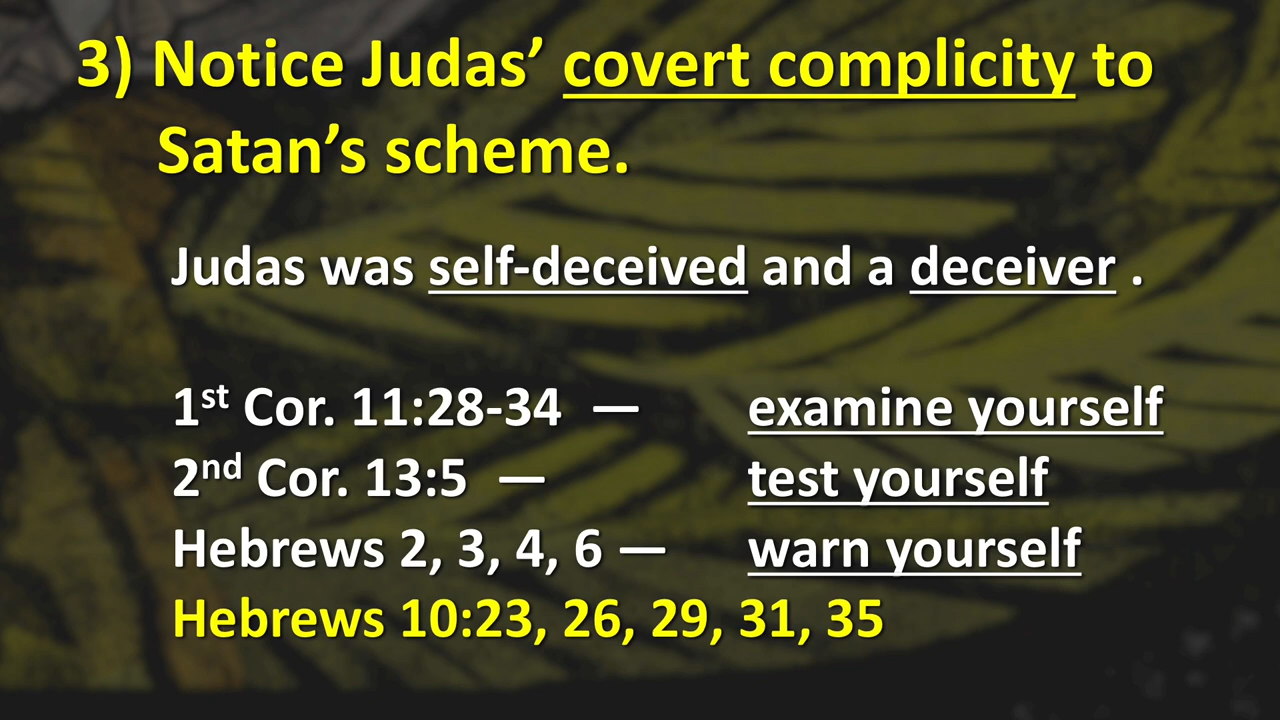 3) Notice Judas’ covert complicity to
Satan’s scheme.
Judas was self-deceived and a deceiver .
1st Cor. 11:28-34 — examine yourself
2nd Cor. 13:5 — test yourself
Hebrews 2, 3, 4, 6 — warn yourself
Hebrews 10:23, 26, 29, 31, 35